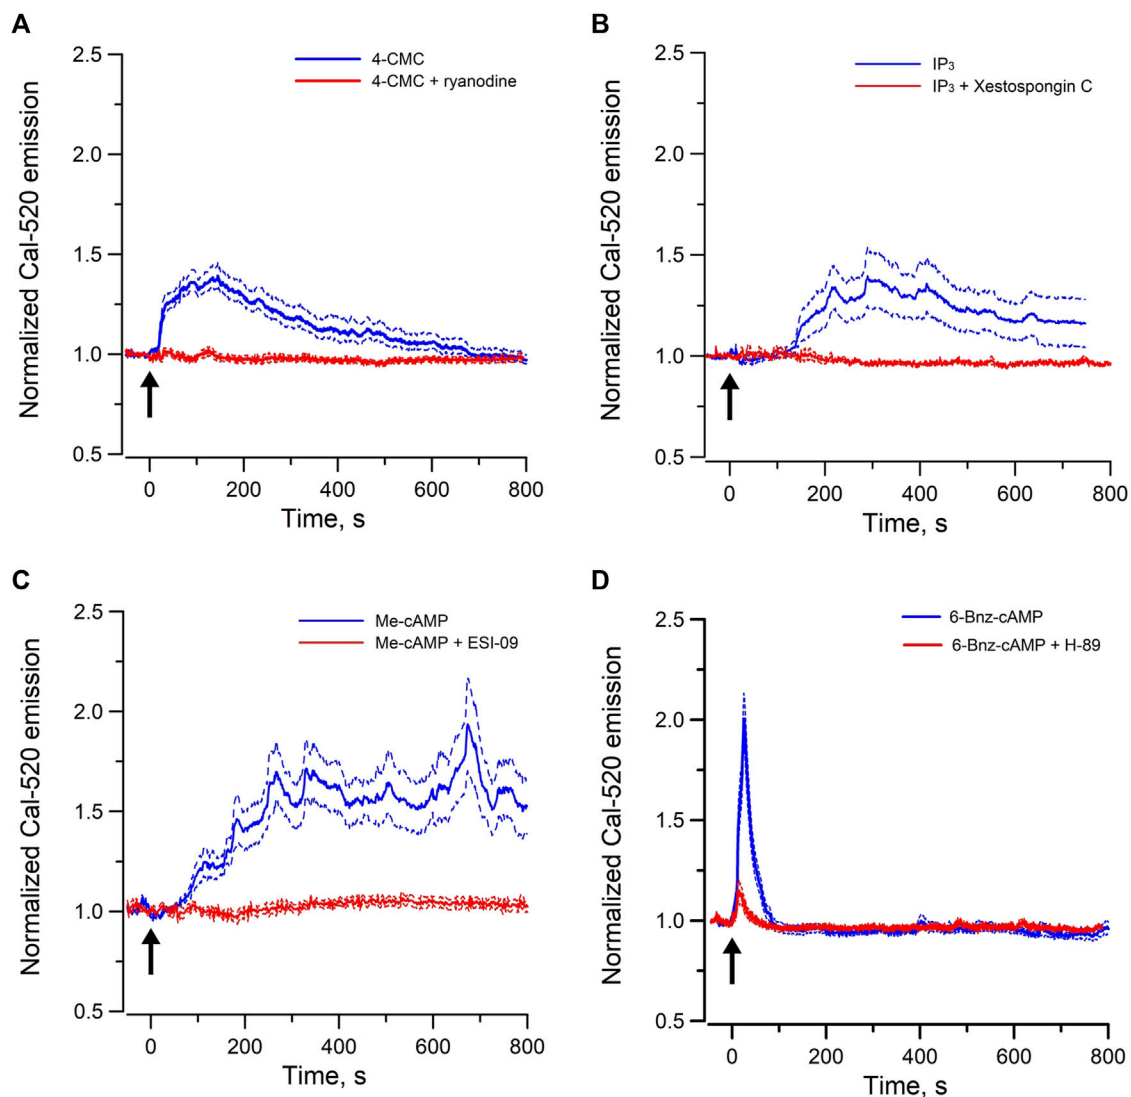 A
Normalized Cal-520 emission
2.5
2.0
1.5
1.0
0.5
4-CMC
4-CMC + ryanodine
0 200 400 600 800
Time, s
B
Normalized Cal-520 emission
2.5
2.0
1.5
1.0
0.5
IP₃
IP₃ + Xestospongin C
0 200 400 600 800
Time, s
C
Normalized Cal-520 emission
2.5
2.0
1.5
1.0
0.5
Me-cAMP
Me-cAMP + ESI-09
0 200 400 600 800
Time, s
D
Normalized Cal-520 emission
2.5
2.0
1.5
1.0
0.5
6-Bnz-cAMP
6-Bnz-cAMP + H-89
0 200 400 600 800
Time, s